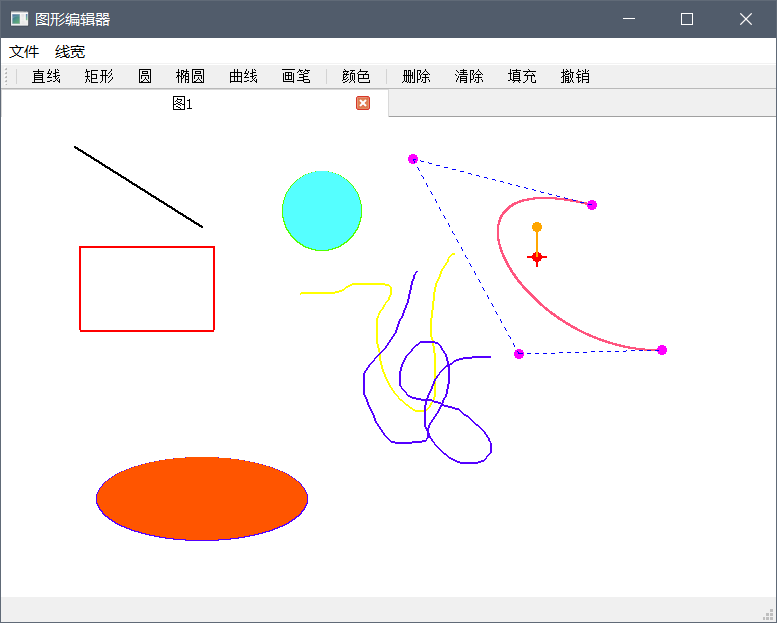 图形编辑器
文件 线宽
直线 矩形 圆 椭圆 曲线 画笔 颜色 删除 清除 填充 撤销
图1